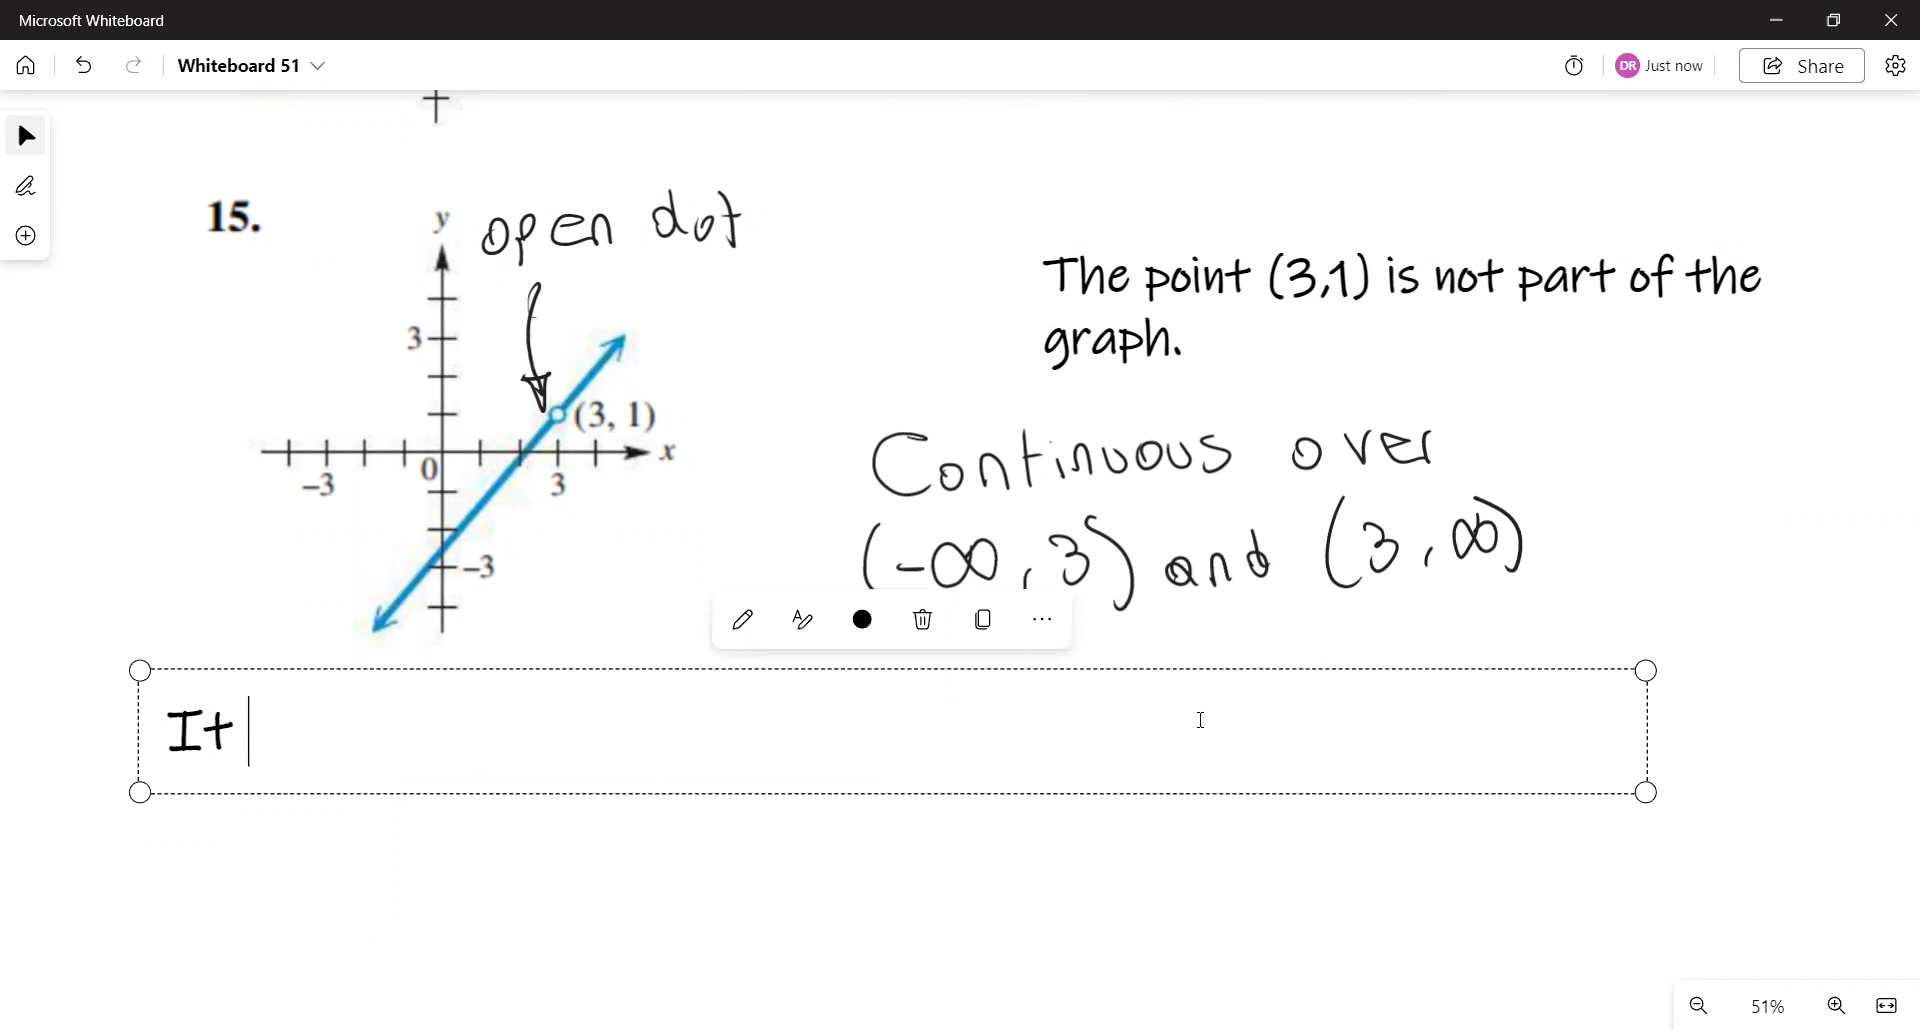 Microsoft Whiteboard
Whiteboard 51
DR Just now
Share
15.
y
open dot
The point (3,1) is not part of the
graph.
3
(3, 1)
x
0
-3
3
Continuous over
(-∞, 3) and (3, ∞)
-3
It
51%